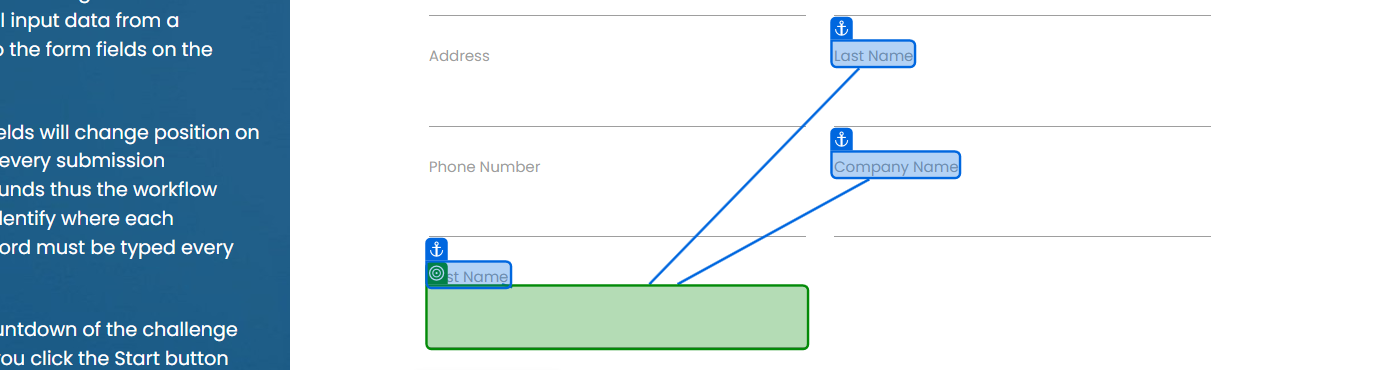 l input data from a
the form fields on the
elds will change position on
every submission
unds thus the workflow
dentify where each
ord must be typed every
untdown of the challenge
you click the Start button
Address
Last Name
Phone Number
Company Name
st Name